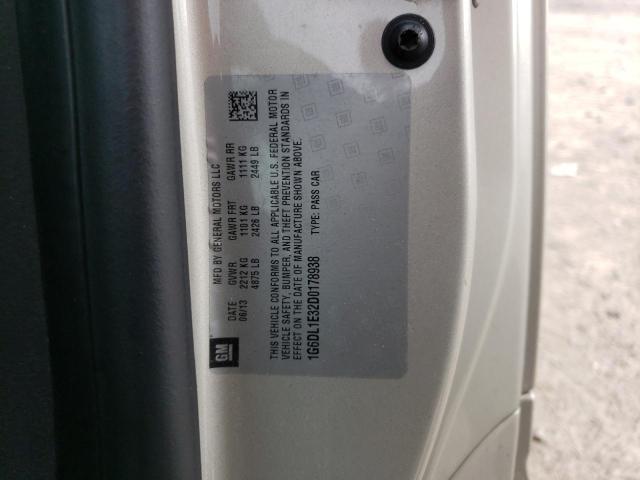 GM
MFD BY GENERAL MOTORS LLC
DATE GVWR GAWR FRT GAWR RR
06/13 2212 KG 1101 KG 1111 KG
4875 LB 2426 LB 2449 LB
THIS VEHICLE CONFORMS TO ALL APPLICABLE U.S. FEDERAL MOTOR
VEHICLE SAFETY, BUMPER, AND THEFT PREVENTION STANDARDS IN
EFFECT ON THE DATE OF MANUFACTURE SHOWN ABOVE.
1G6DL1E32D0178938 TYPE: PASS CAR